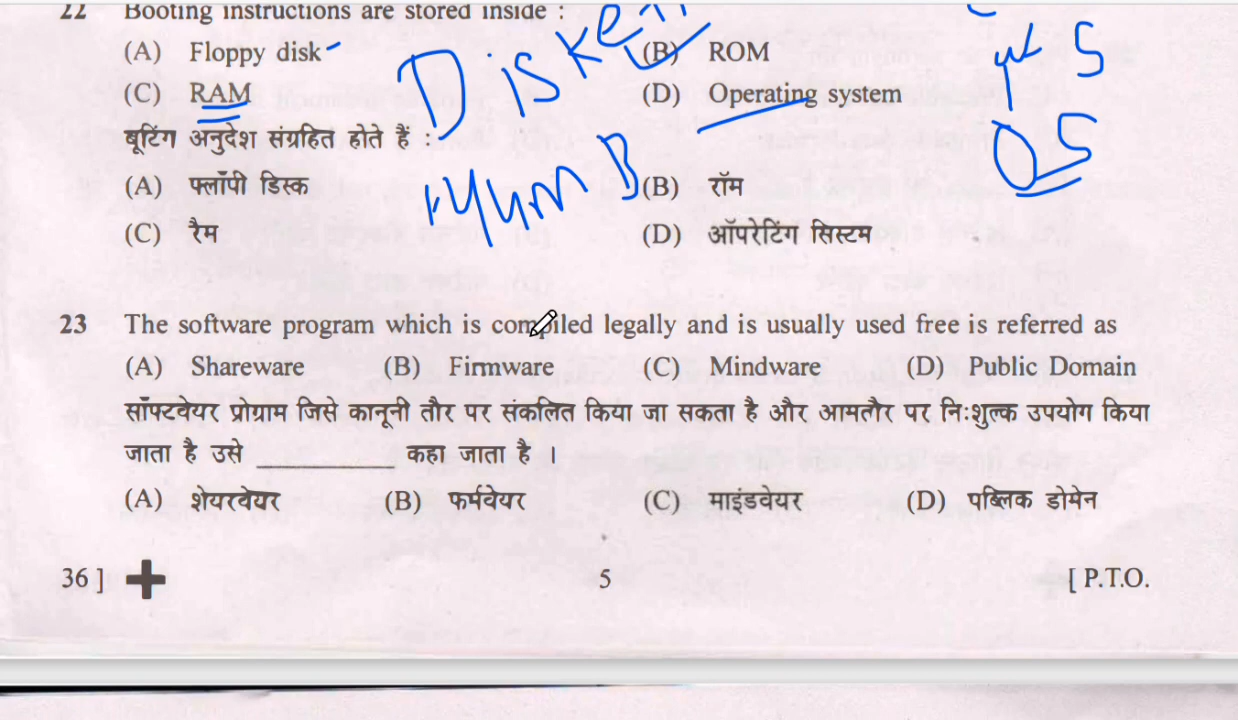 22 Booting instructions are stored inside :
(A) Floppy disk (B) ROM
(C) RAM (D) Operating system
बूटिंग अनुदेश संग्रहित होते हैं :
(A) फ्लॉपी डिस्क (B) रॉम
(C) रैम (D) ऑपरेटिंग सिस्टम
DISK
OS
23 The software program which is compiled legally and is usually used free is referred as
(A) Shareware (B) Firmware (C) Mindware (D) Public Domain
सॉफ्टवेयर प्रोग्राम जिसे कानूनी तौर पर संकलित किया जा सकता है और आमतौर पर नि:शुल्क उपयोग किया
जाता है उसे __________ कहा जाता है ।
(A) शेयरवेयर (B) फर्मवेयर (C) माइंडवेयर (D) पब्लिक डोमेन
36 ] 5 [ P.T.O.